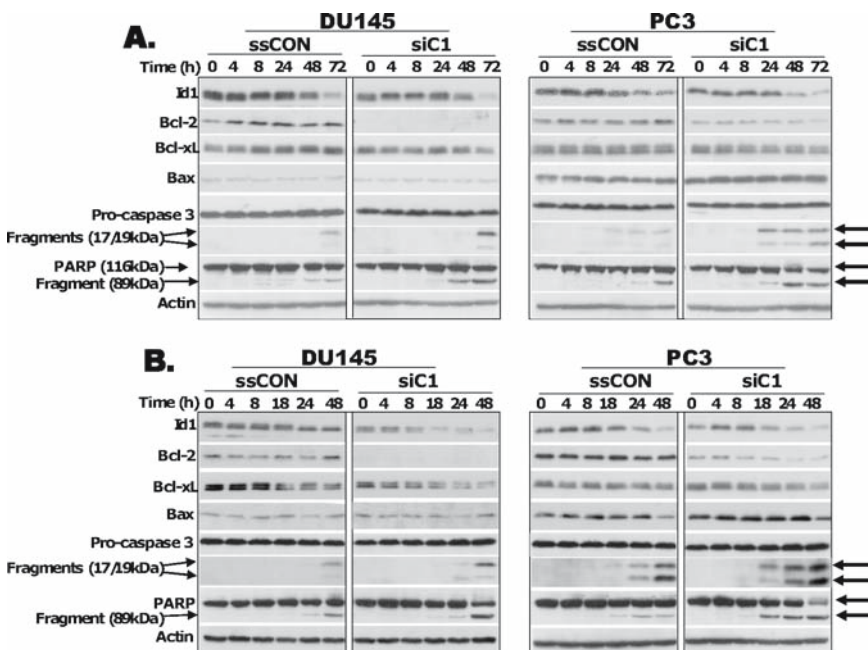 A.
DU145 PC3
ssCON siC1 ssCON siC1
Time (h) 0 4 8 24 48 72 0 4 8 24 48 72 0 4 8 24 48 72 0 4 8 24 48 72
Id1
Bcl-2
Bcl-xL
Bax
Pro-caspase 3
Fragments (17/19kDa)
PARP (116kDa)
Fragment (89kDa)
Actin
B.
DU145 PC3
ssCON siC1 ssCON siC1
Time (h) 0 4 8 18 24 48 0 4 8 18 24 48 0 4 8 18 24 48 0 4 8 18 24 48
Id1
Bcl-2
Bcl-xL
Bax
Pro-caspase 3
Fragments (17/19kDa)
PARP
Fragment (89kDa)
Actin